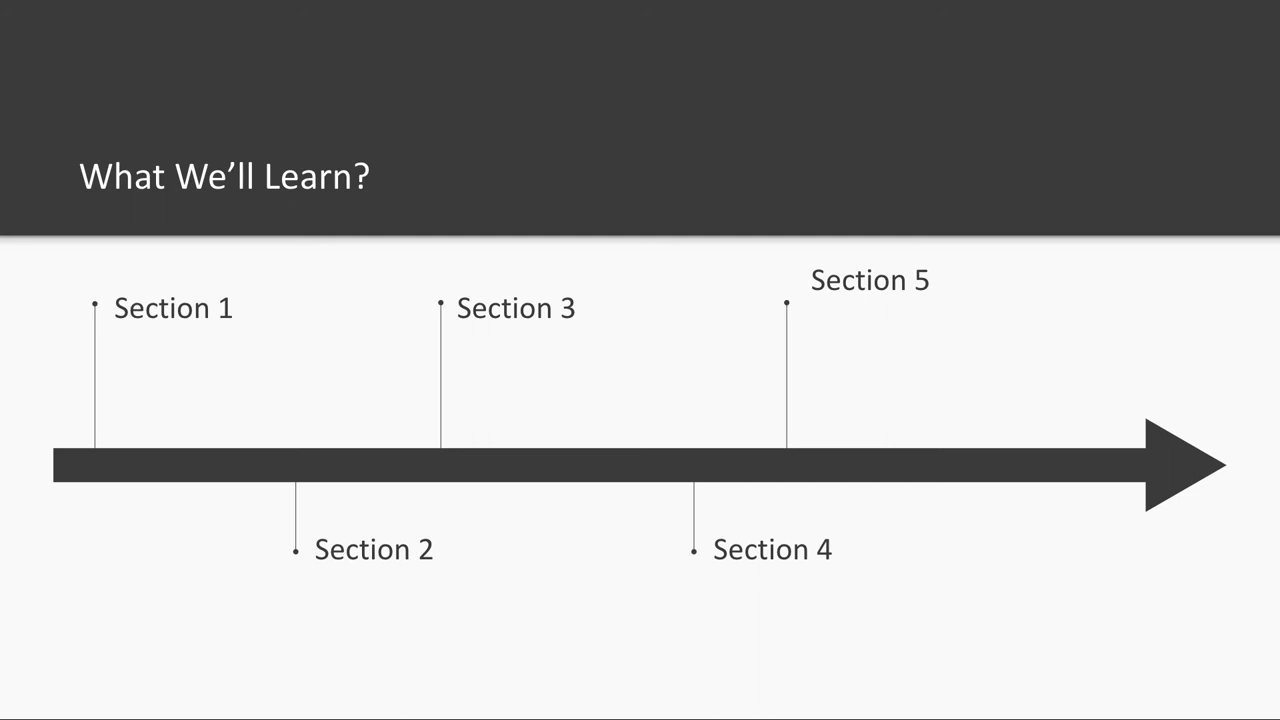 What We’ll Learn?
Section 1
Section 2
Section 3
Section 4
Section 5